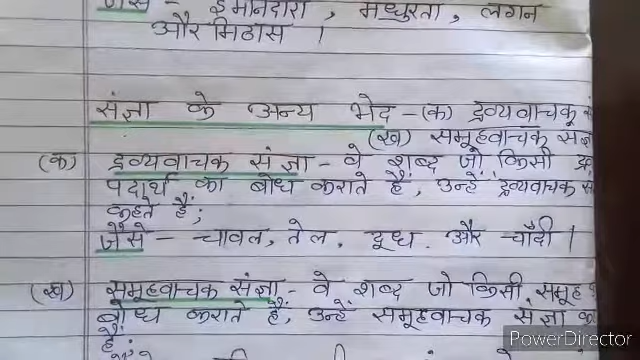 जैसे - ईमानदारी, मधुरता, लगन
और मिठास ।
संज्ञा के अन्य भेद - (क) द्रव्यवाचक
(ख) समूहवाचक
(क) द्रव्यवाचक संज्ञा - वे शब्द जो किसी
पदार्थ का बोध कराते हैं, उन्हें द्रव्यवाचक
कहते हैं;
जैसे - चावल, तेल, दूध और चाँदी ।
(ख) समूहवाचक संज्ञा - वे शब्द जो किसी समूह
बोध कराते हैं, उन्हें समूहवाचक संज्ञा
हैं;
PowerDirector